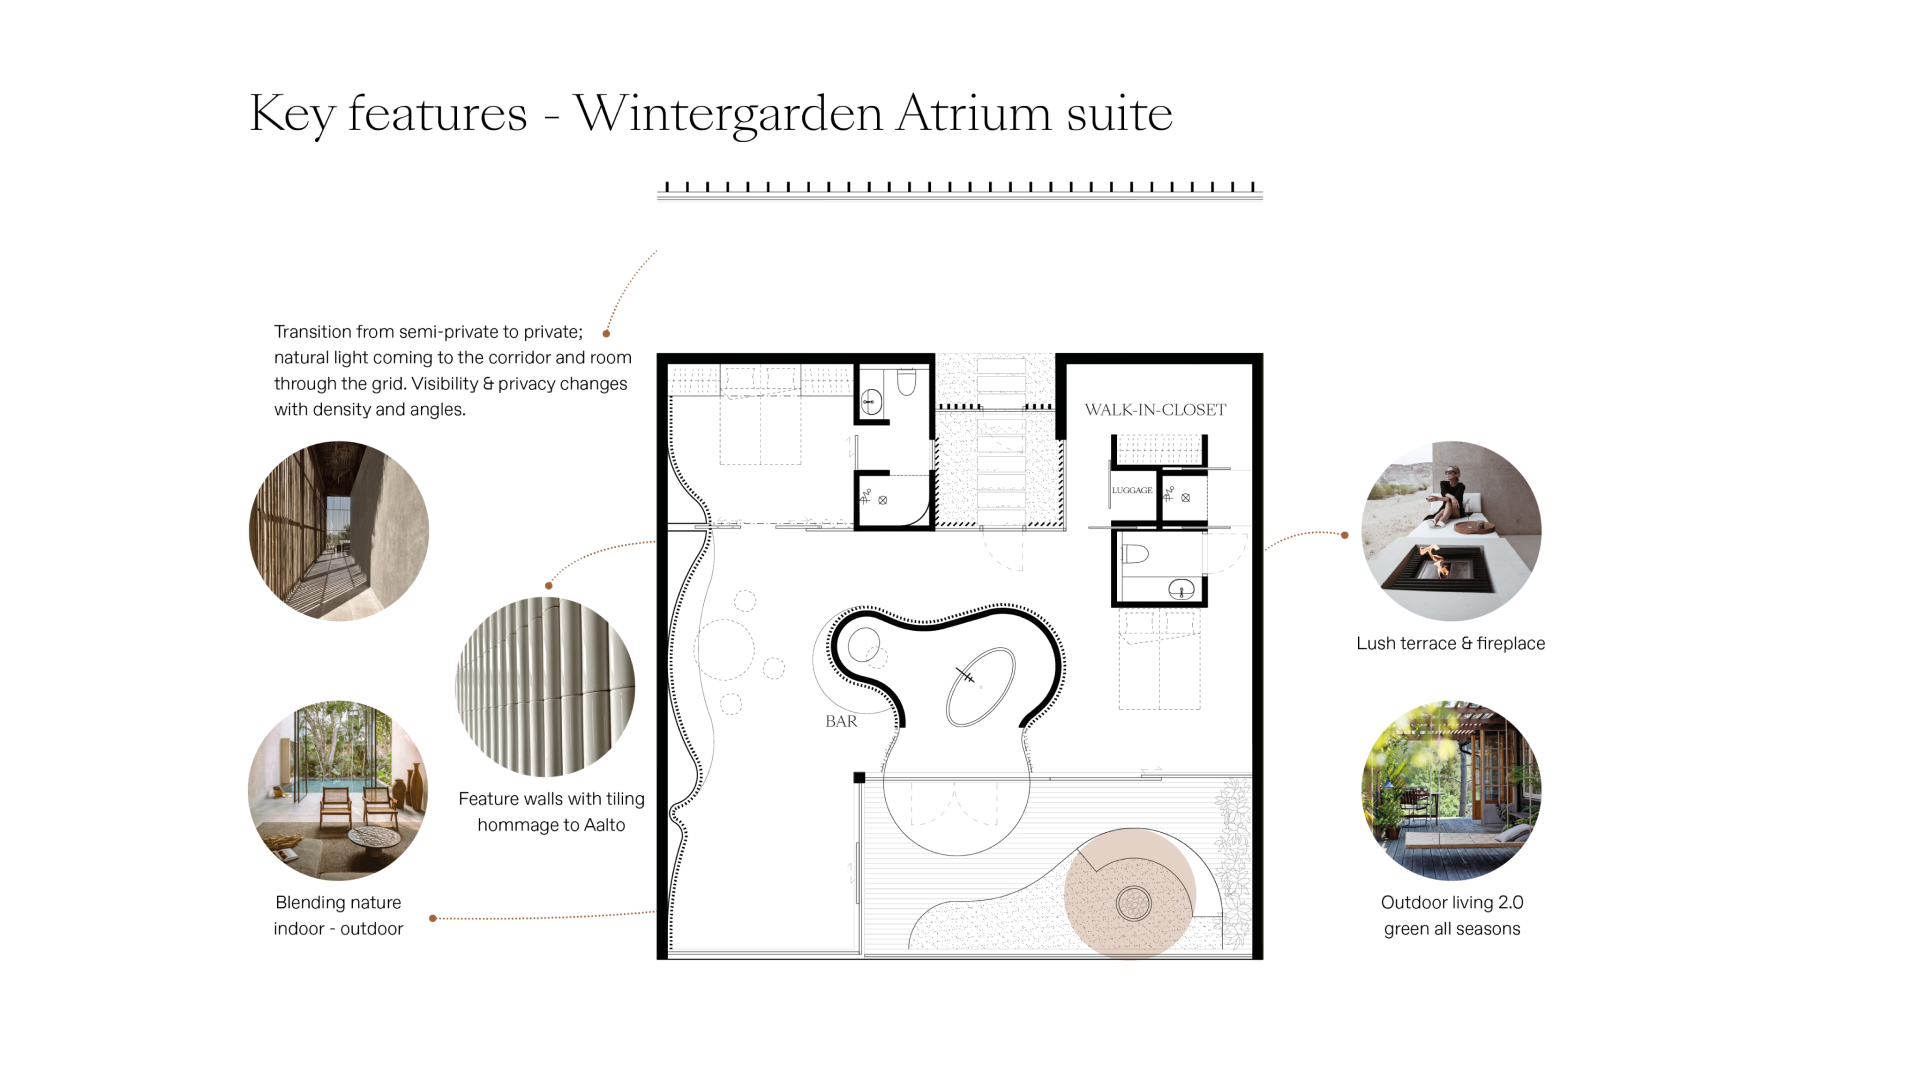 Key features - Wintergarden Atrium suite
Transition from semi-private to private;
natural light coming to the corridor and room
through the grid. Visibility & privacy changes
with density and angles.
WALK-IN-CLOSET
LUGGAGE
BAR
Feature walls with tiling
hommage to Aalto
Blending nature
indoor - outdoor
Lush terrace & fireplace
Outdoor living 2.0
green all seasons